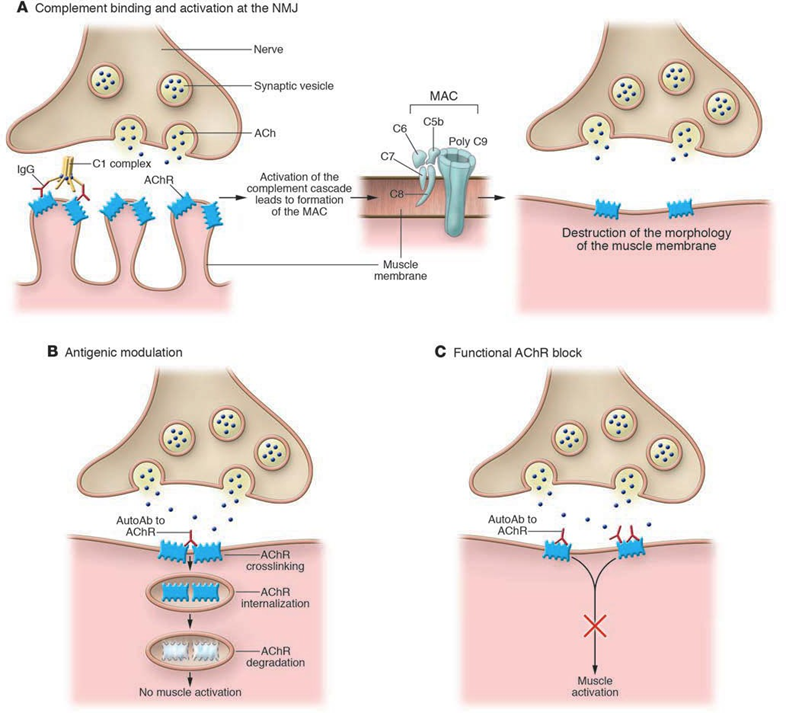 A Complement binding and activation at the NMJ
Nerve
Synaptic vesicle
ACh
IgG
C1 complex
AChR
Activation of the
complement cascade
leads to formation
of the MAC
MAC
C6
C5b
C7
Poly C9
C8
Muscle
membrane
Destruction of the morphology
of the muscle membrane
B Antigenic modulation
AutoAb to
AChR
AChR
crosslinking
AChR
internalization
AChR
degradation
No muscle activation
C Functional AChR block
AutoAb to
AChR
Muscle
activation